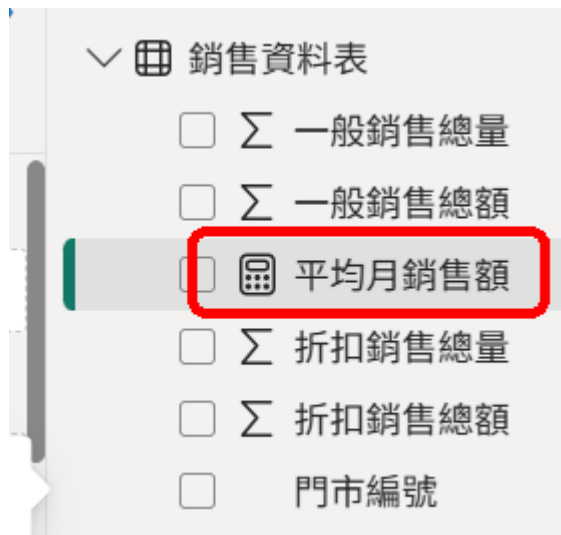 銷售資料表
一般銷售總量
一般銷售總額
平均月銷售額
折扣銷售總量
折扣銷售總額
門市編號